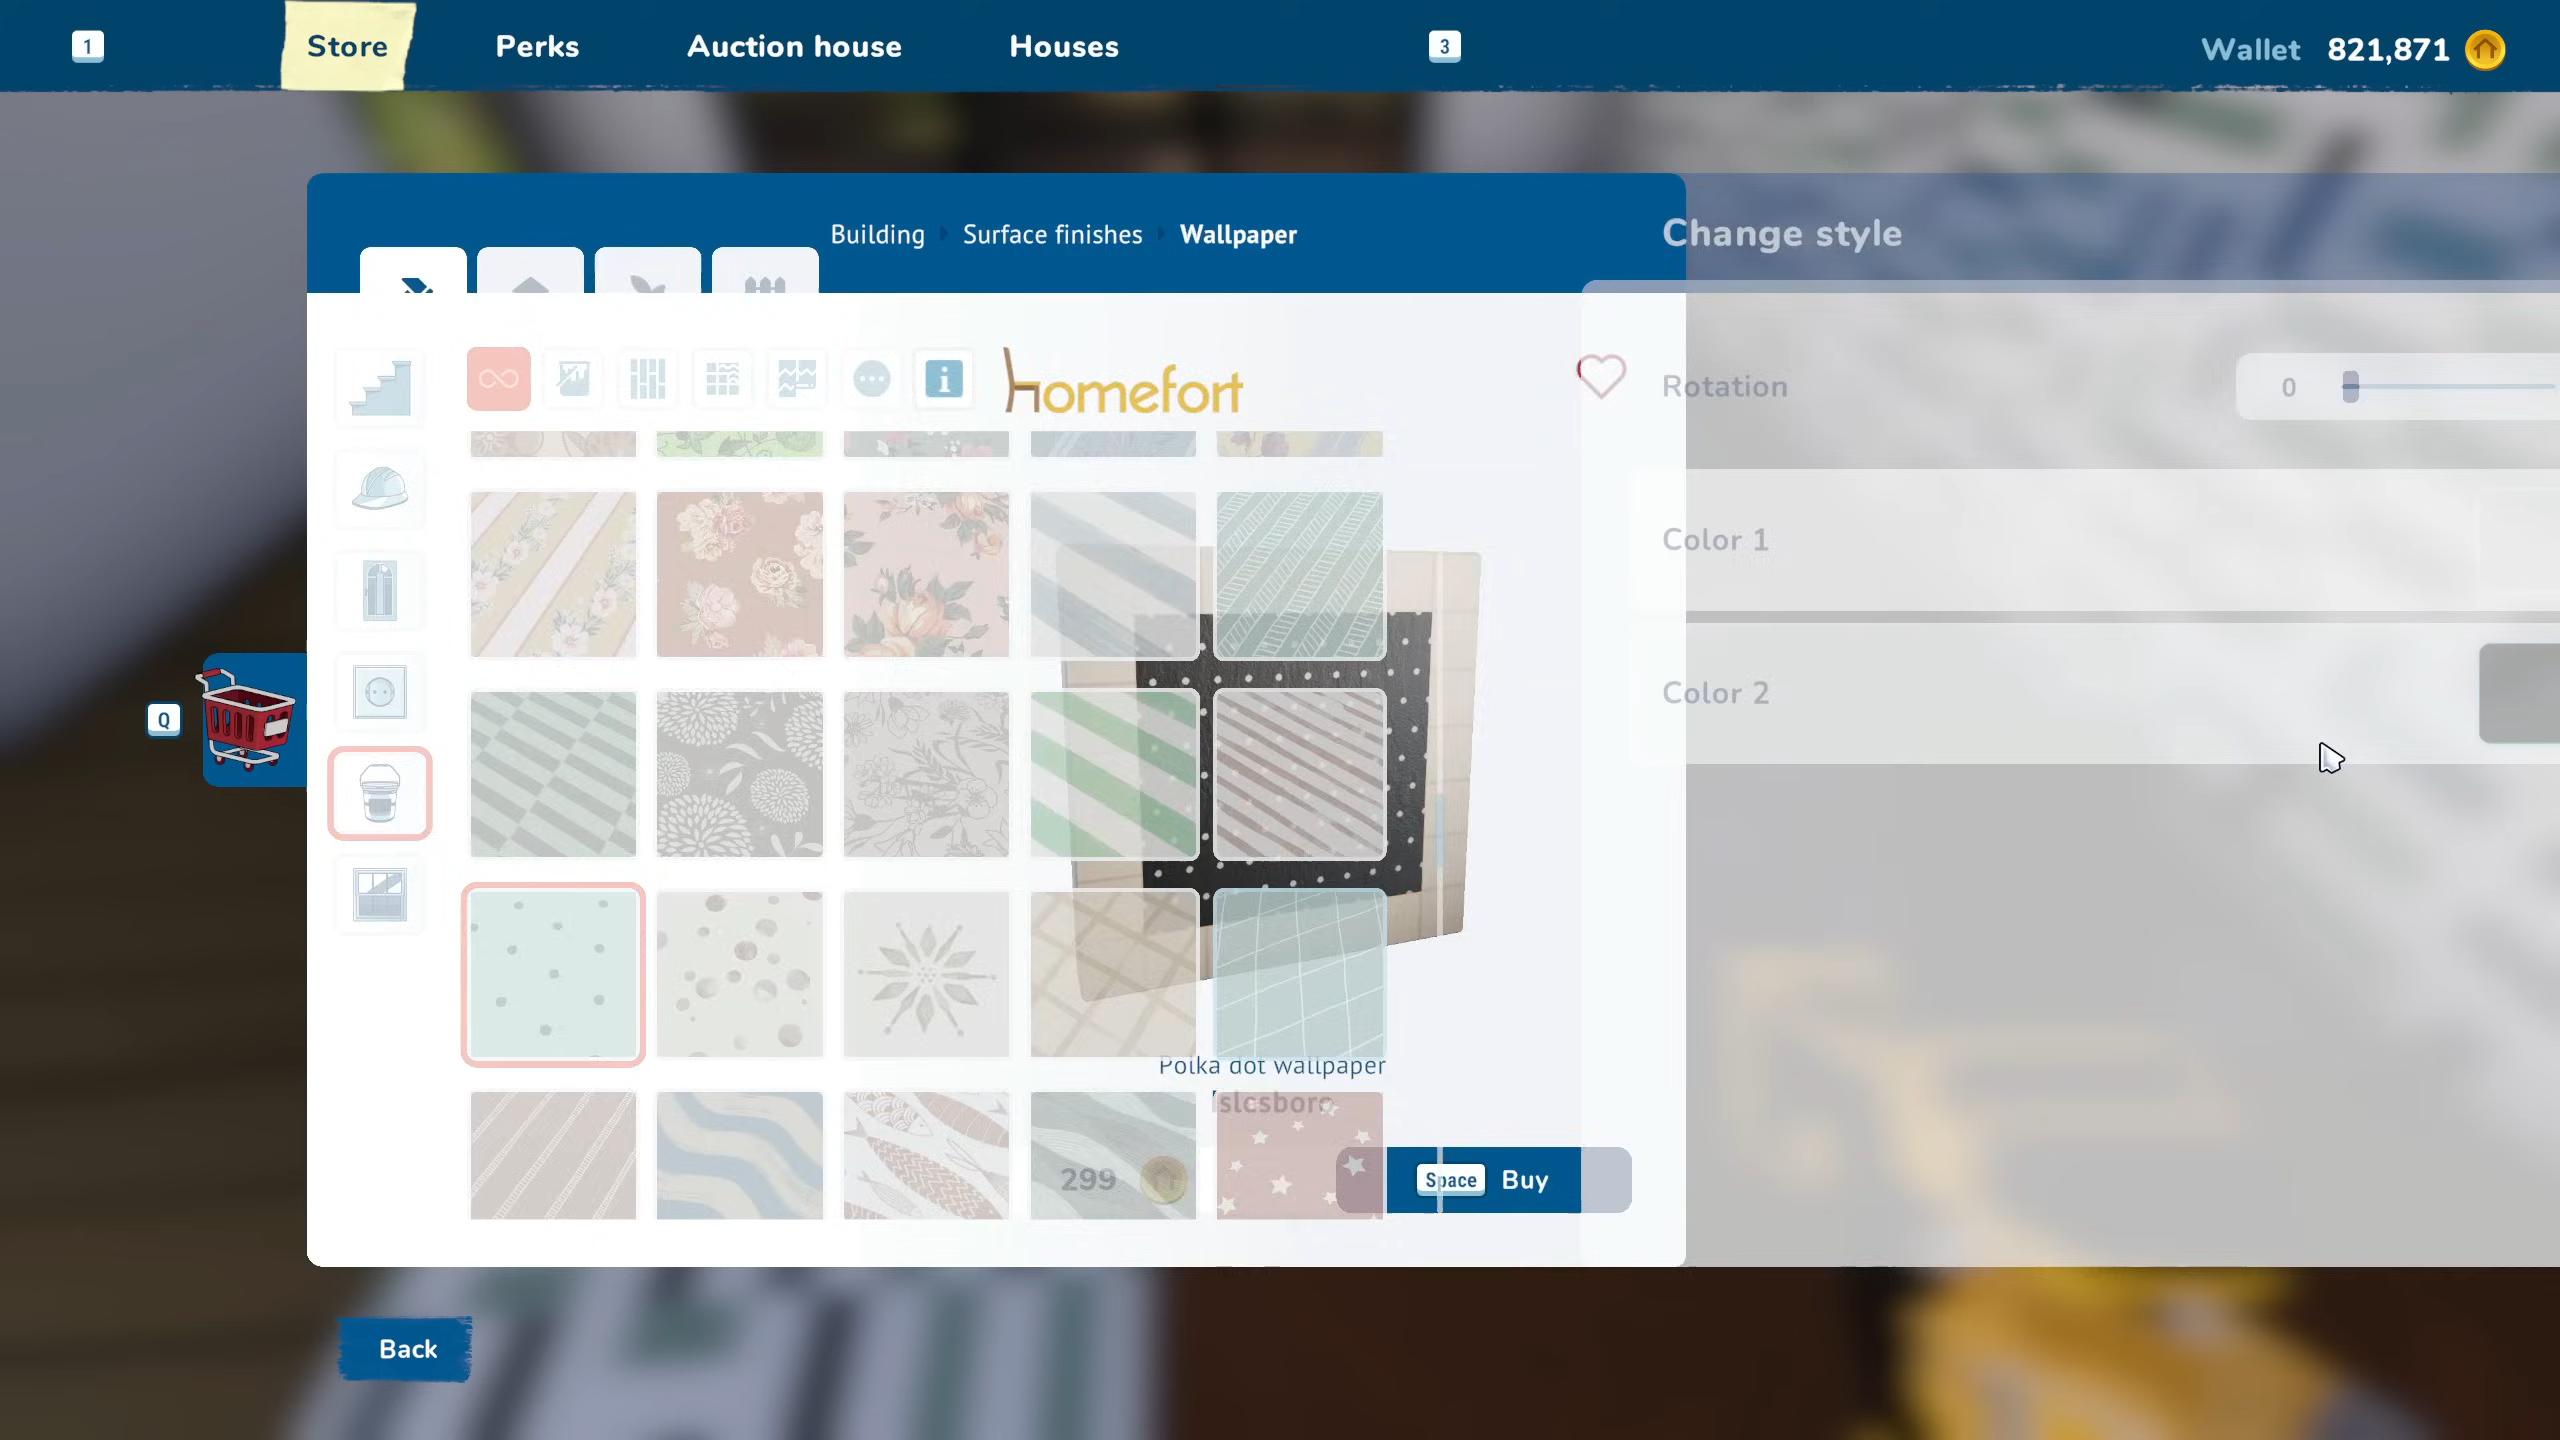 1
Store
Perks
Auction house
Houses
3
Wallet 821,871
Building
Surface finishes
Wallpaper
Change style
i
homefort
Rotation
0
Color 1
Q
Color 2
Polka dot wallpaper
Islesboro
299
Space
Buy
Back